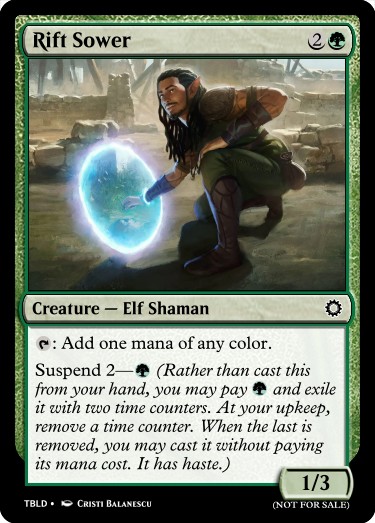 Rift Sower 2
Creature — Elf Shaman
: Add one mana of any color.
Suspend 2— (Rather than cast this
from your hand, you may pay and exile
it with two time counters. At your upkeep,
remove a time counter. When the last is
removed, you may cast it without paying
its mana cost. It has haste.)
1/3
TBLD • Cristi Balanescu
(NOT FOR SALE)